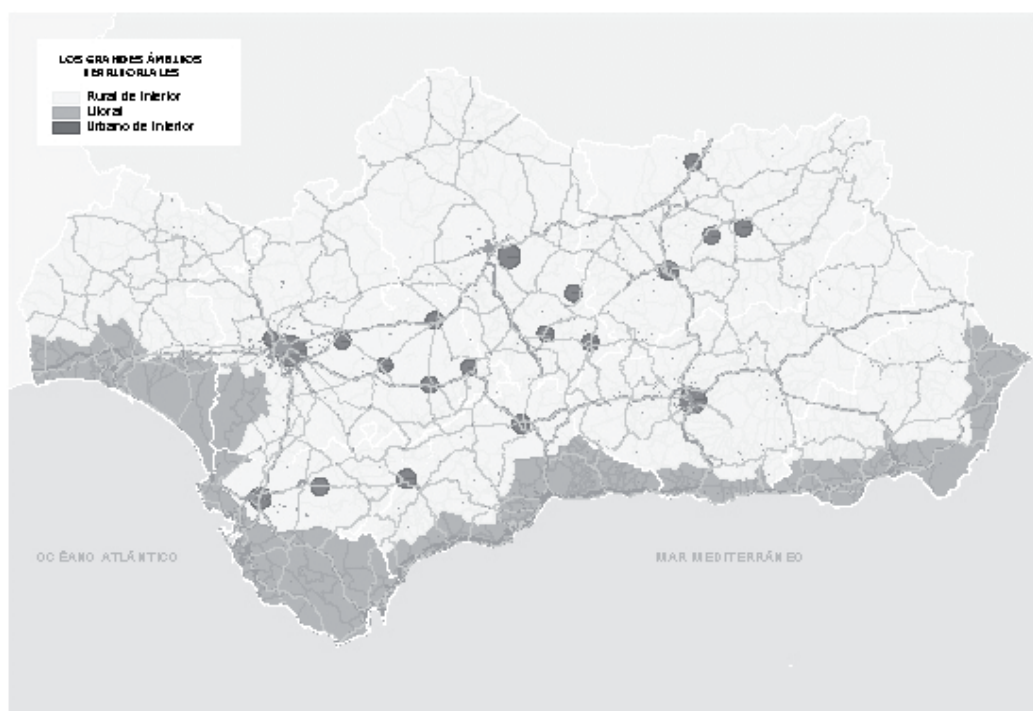 LOS GRANDES ÁMBITOS
TERRITORIALES
Rural de Interior
Litoral
Urbano de Interior
OCÉANO ATLÁNTICO
MAR MEDITERRÁNEO